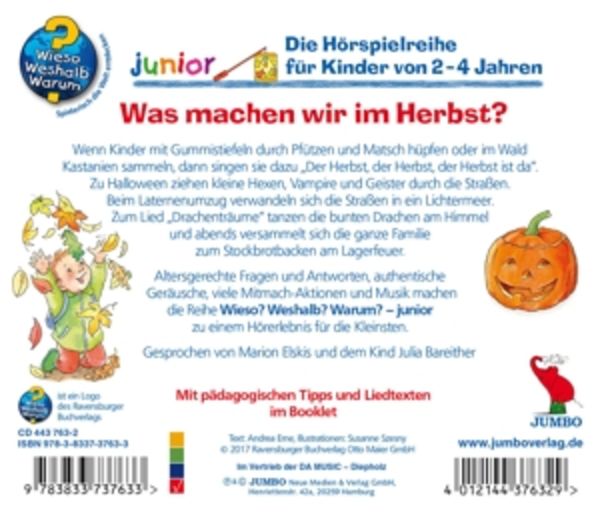 Wieso
Weshalb
Warum?
Spielerisch die Welt entdecken
junior
Die Hörspielreihe
für Kinder von 2-4 Jahren
Was machen wir im Herbst?
Wenn Kinder mit Gummistiefeln durch Pfützen und Matsch hüpfen oder im Wald
Kastanien sammeln, dann singen sie dazu „Der Herbst, der Herbst, der Herbst ist da“.
Zu Halloween ziehen kleine Hexen, Vampire und Geister durch die Straßen.
Beim Laternenumzug verwandeln sich die Straßen in ein Lichtermeer.
Zum Lied „Drachenträume“ tanzen die bunten Drachen am Himmel
und abends versammelt sich die ganze Familie
zum Stockbrotbacken am Lagerfeuer.
Altersgerechte Fragen und Antworten, authentische
Geräusche, viele Mitmach-Aktionen und Musik machen
die Reihe Wieso? Weshalb? Warum? – junior
zu einem Hörerlebnis für die Kleinsten.
Gesprochen von Marion Elskis und dem Kind Julia Bareither
ist ein Logo
des Ravensburger
Buchverlags
Mit pädagogischen Tipps und Liedtexten
im Booklet
JUMBO
www.jumboverlag.de
CD 443 763-2
ISBN 978-3-8337-3763-3
Text: Andrea Erne, Illustrationen: Susanne Szesny
© 2017 Ravensburger Buchverlag Otto Maier GmbH
Im Vertrieb der DA MUSIC – Diepholz
℗ & © JUMBO Neue Medien & Verlag GmbH,
Henriettenstr. 42a, 20259 Hamburg
9 783833 737633 >
4 012144 376329 >